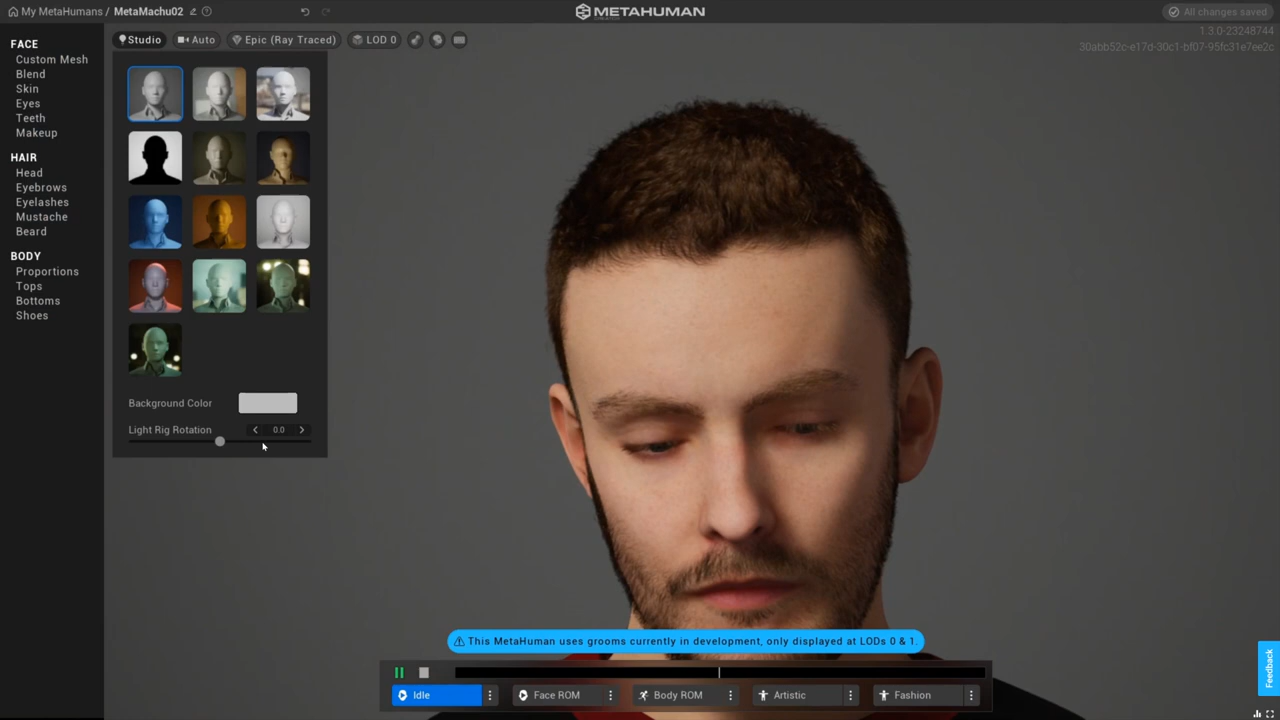 My MetaHumans / MetaMachu02
METAHUMAN
All changes saved
1.3.0-23248744
30abb52c-e17d-30c1-bf07-95fc31e7ee2c
Studio
Auto
Epic (Ray Traced)
LOD 0
FACE
Custom Mesh
Blend
Skin
Eyes
Teeth
Makeup
HAIR
Head
Eyebrows
Eyelashes
Mustache
Beard
BODY
Proportions
Tops
Bottoms
Shoes
Background Color
Light Rig Rotation 0.0
This MetaHuman uses grooms currently in development, only displayed at LODs 0 & 1.
Idle
Face ROM
Body ROM
Artistic
Fashion
Feedback